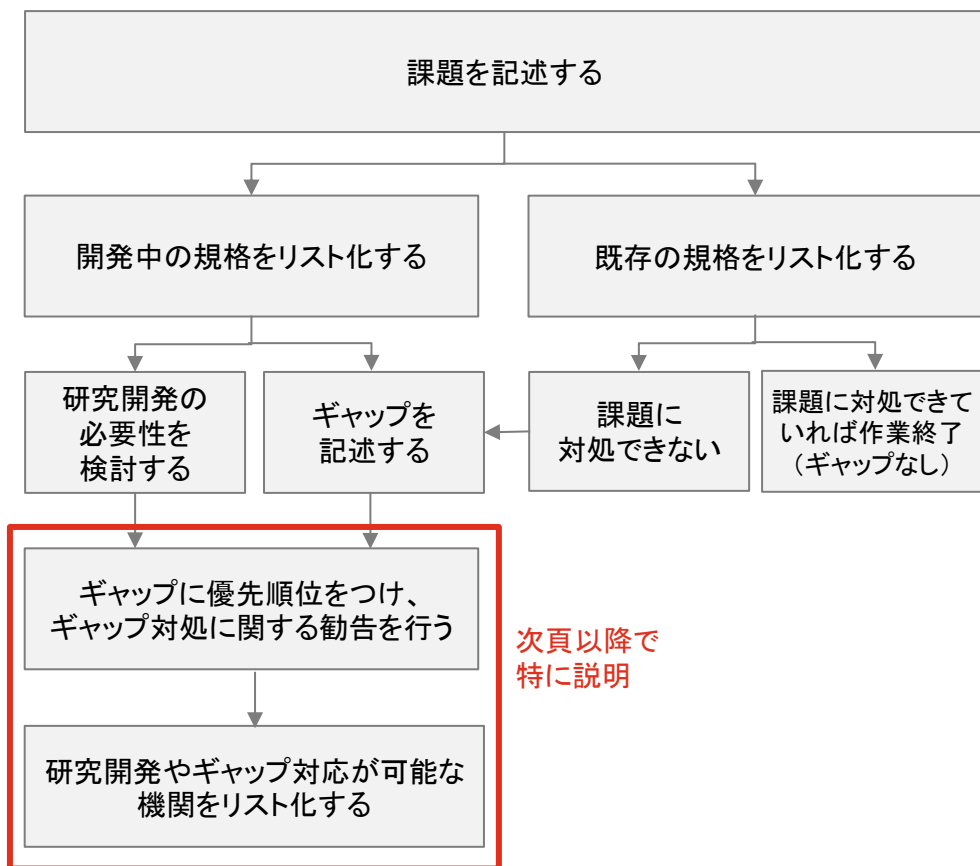 課題を記述する
開発中の規格をリスト化する
既存の規格をリスト化する
研究開発の
必要性を
検討する
ギャップを
記述する
課題に
対処できない
課題に対処できて
いれば作業終了
（ギャップなし）
ギャップに優先順位をつけ、
ギャップ対処に関する勧告を行う
次頁以降で
特に説明
研究開発やギャップ対応が可能な
機関をリスト化する